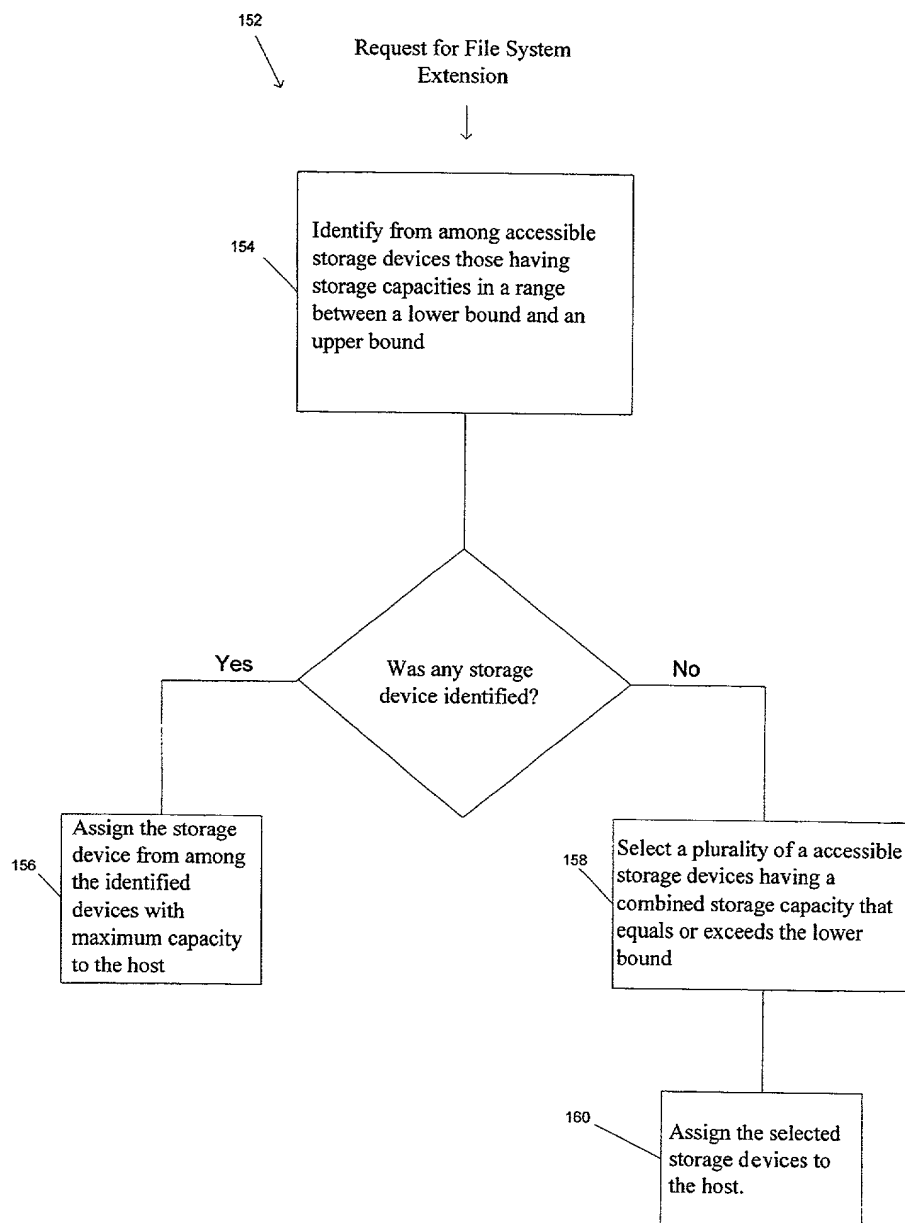 152
Request for File System
Extension
154
Identify from among accessible
storage devices those having
storage capacities in a range
between a lower bound and an
upper bound
Was any storage
device identified?
Yes
No
156
Assign the storage
device from among
the identified
devices with
maximum capacity
to the host
158
Select a plurality of a accessible
storage devices having a
combined storage capacity that
equals or exceeds the lower
bound
160
Assign the selected
storage devices to
the host.